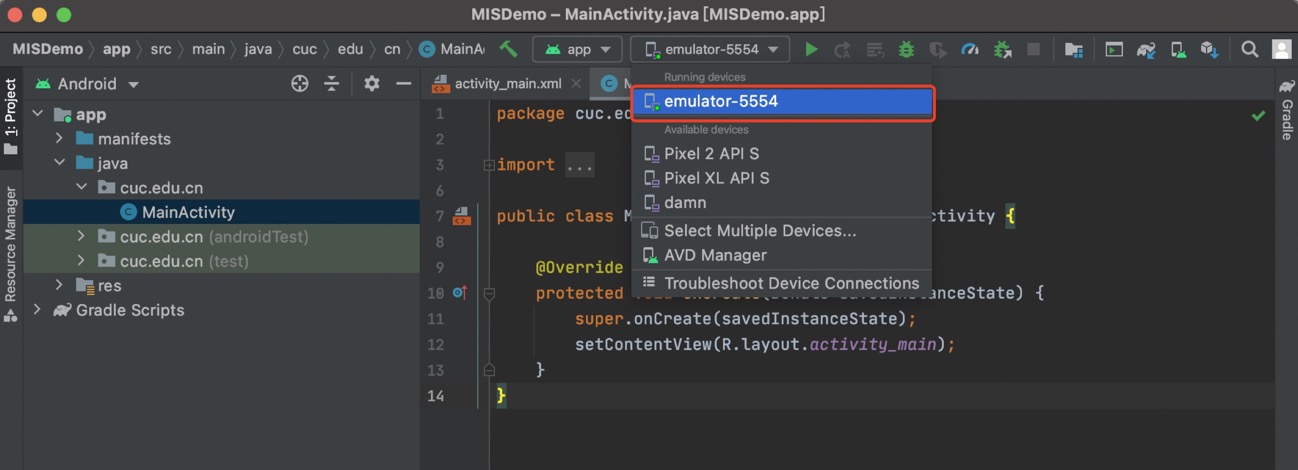 MISDemo – MainActivity.java [MISDemo.app]
MISDemo app src main java cuc edu cn MainA app emulator-5554
1: Project
Resource Manager
Android
app
manifests
java
cuc.edu.cn
MainActivity
cuc.edu.cn (androidTest)
cuc.edu.cn (test)
res
Gradle Scripts
activity_main.xml
Running devices
emulator-5554
Available devices
Pixel 2 API S
Pixel XL API S
damn
Select Multiple Devices...
AVD Manager
Troubleshoot Device Connections
1 package cuc.ed
2
3 import ...
6
7 public class M ctivity {
8
9 @Override
10 protected savedInstanceState) {
11 super.onCreate(savedInstanceState);
12 setContentView(R.layout.activity_main);
13 }
14 }
Gradle